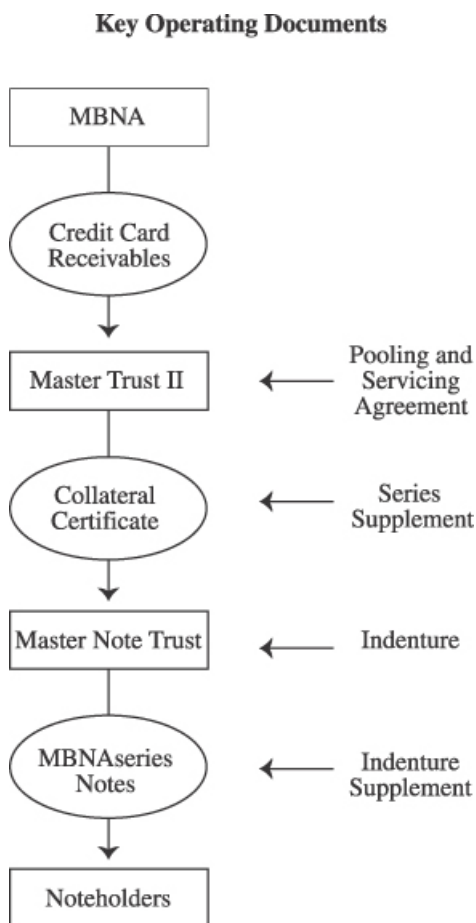 Key Operating Documents
MBNA
Credit Card
Receivables
Master Trust II
Pooling and
Servicing
Agreement
Collateral
Certificate
Series
Supplement
Master Note Trust
Indenture
MBNAseries
Notes
Indenture
Supplement
Noteholders